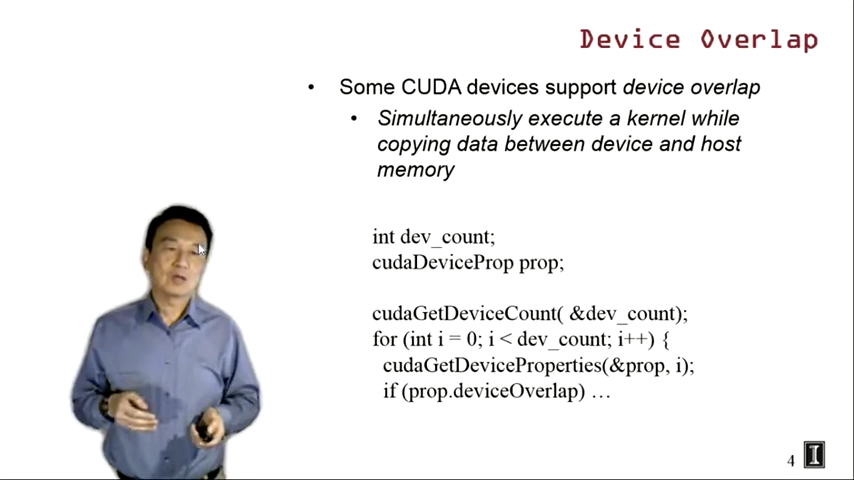 Device Overlap
• Some CUDA devices support device overlap
• Simultaneously execute a kernel while
copying data between device and host
memory
int dev_count;
cudaDeviceProp prop;
cudaGetDeviceCount( &dev_count);
for (int i = 0; i < dev_count; i++) {
cudaGetDeviceProperties(&prop, i);
if (prop.deviceOverlap) …
4 I